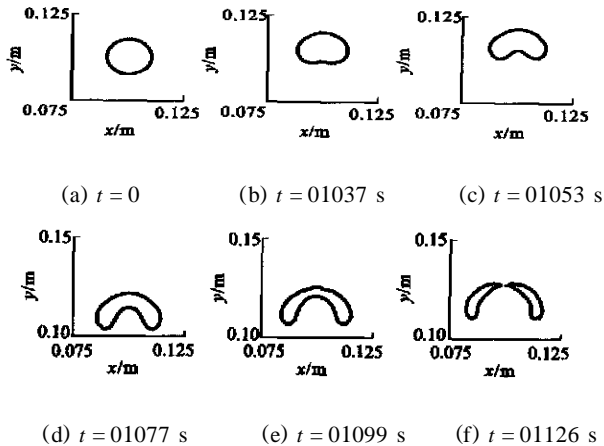 0.125
y/m
0.075
x/m
0.125
0.125
y/m
0.075
x/m
0.125
0.125
y/m
0.075
x/m
0.125
(a) t = 0
(b) t = 01037 s
(c) t = 01053 s
0.15
y/m
0.10
0.075
0.125
x/m
0.15
y/m
0.10
0.075
0.125
x/m
0.15
y/m
0.10
0.075
0.125
x/m
(d) t = 01077 s
(e) t = 01099 s
(f) t = 01126 s